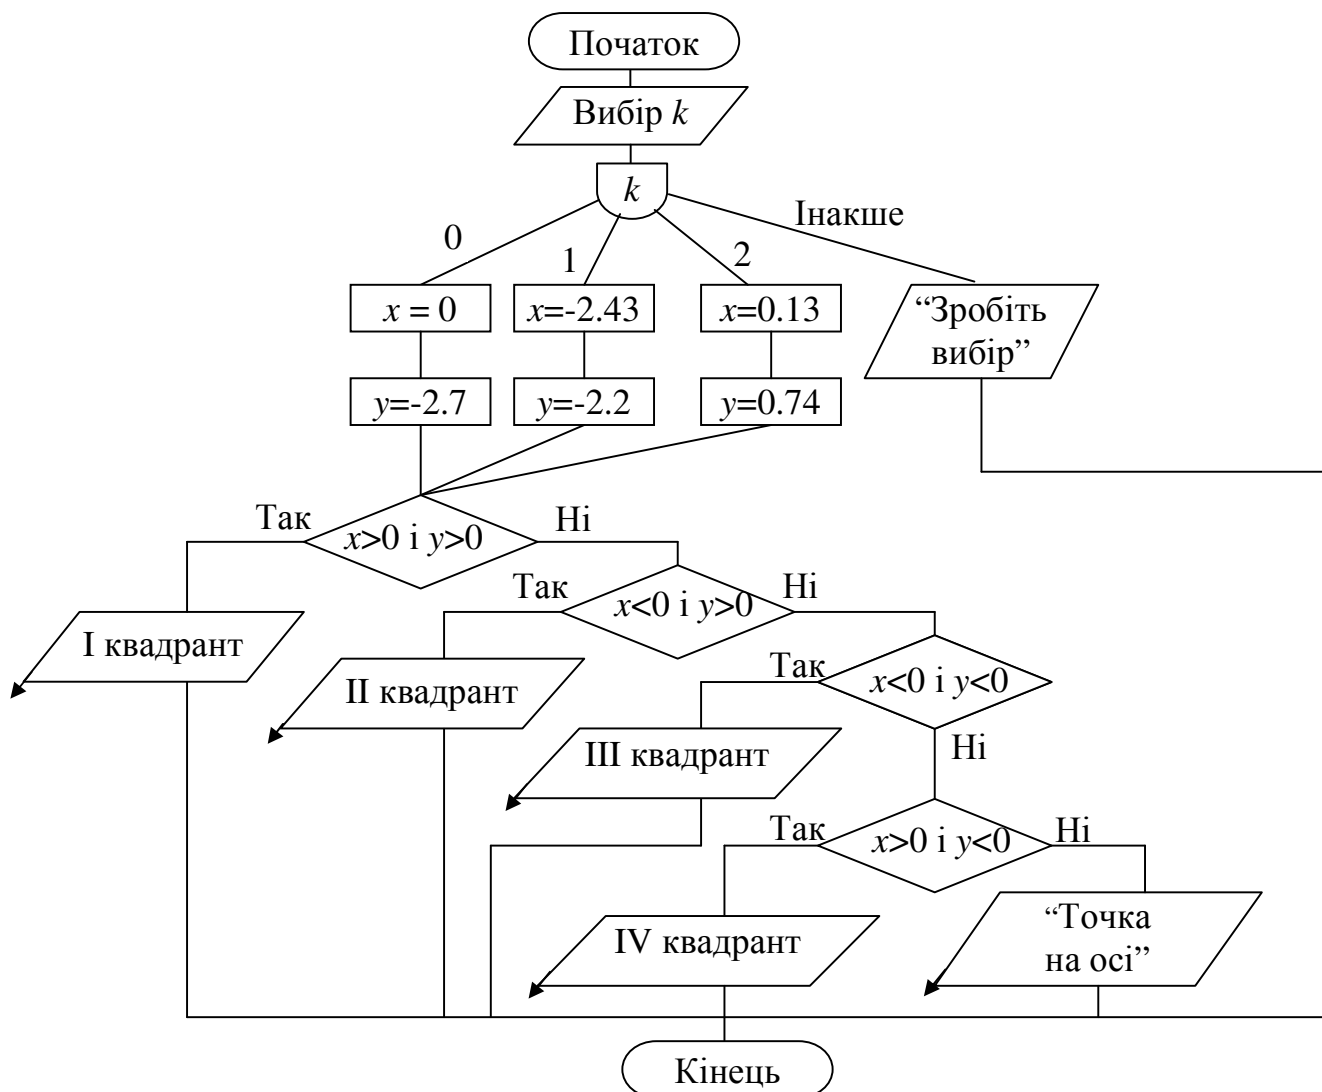 Початок
Вибір k
k
Інакше
0
1
2
x = 0
x=-2.43
x=0.13
“Зробіть
вибір”
y=-2.7
y=-2.2
y=0.74
Так
x>0 і y>0
Ні
Так
x<0 і y>0
Ні
I квадрант
II квадрант
Так
x<0 і y<0
Ні
III квадрант
Так
x>0 і y<0
Ні
IV квадрант
“Точка
на осі”
Кінець